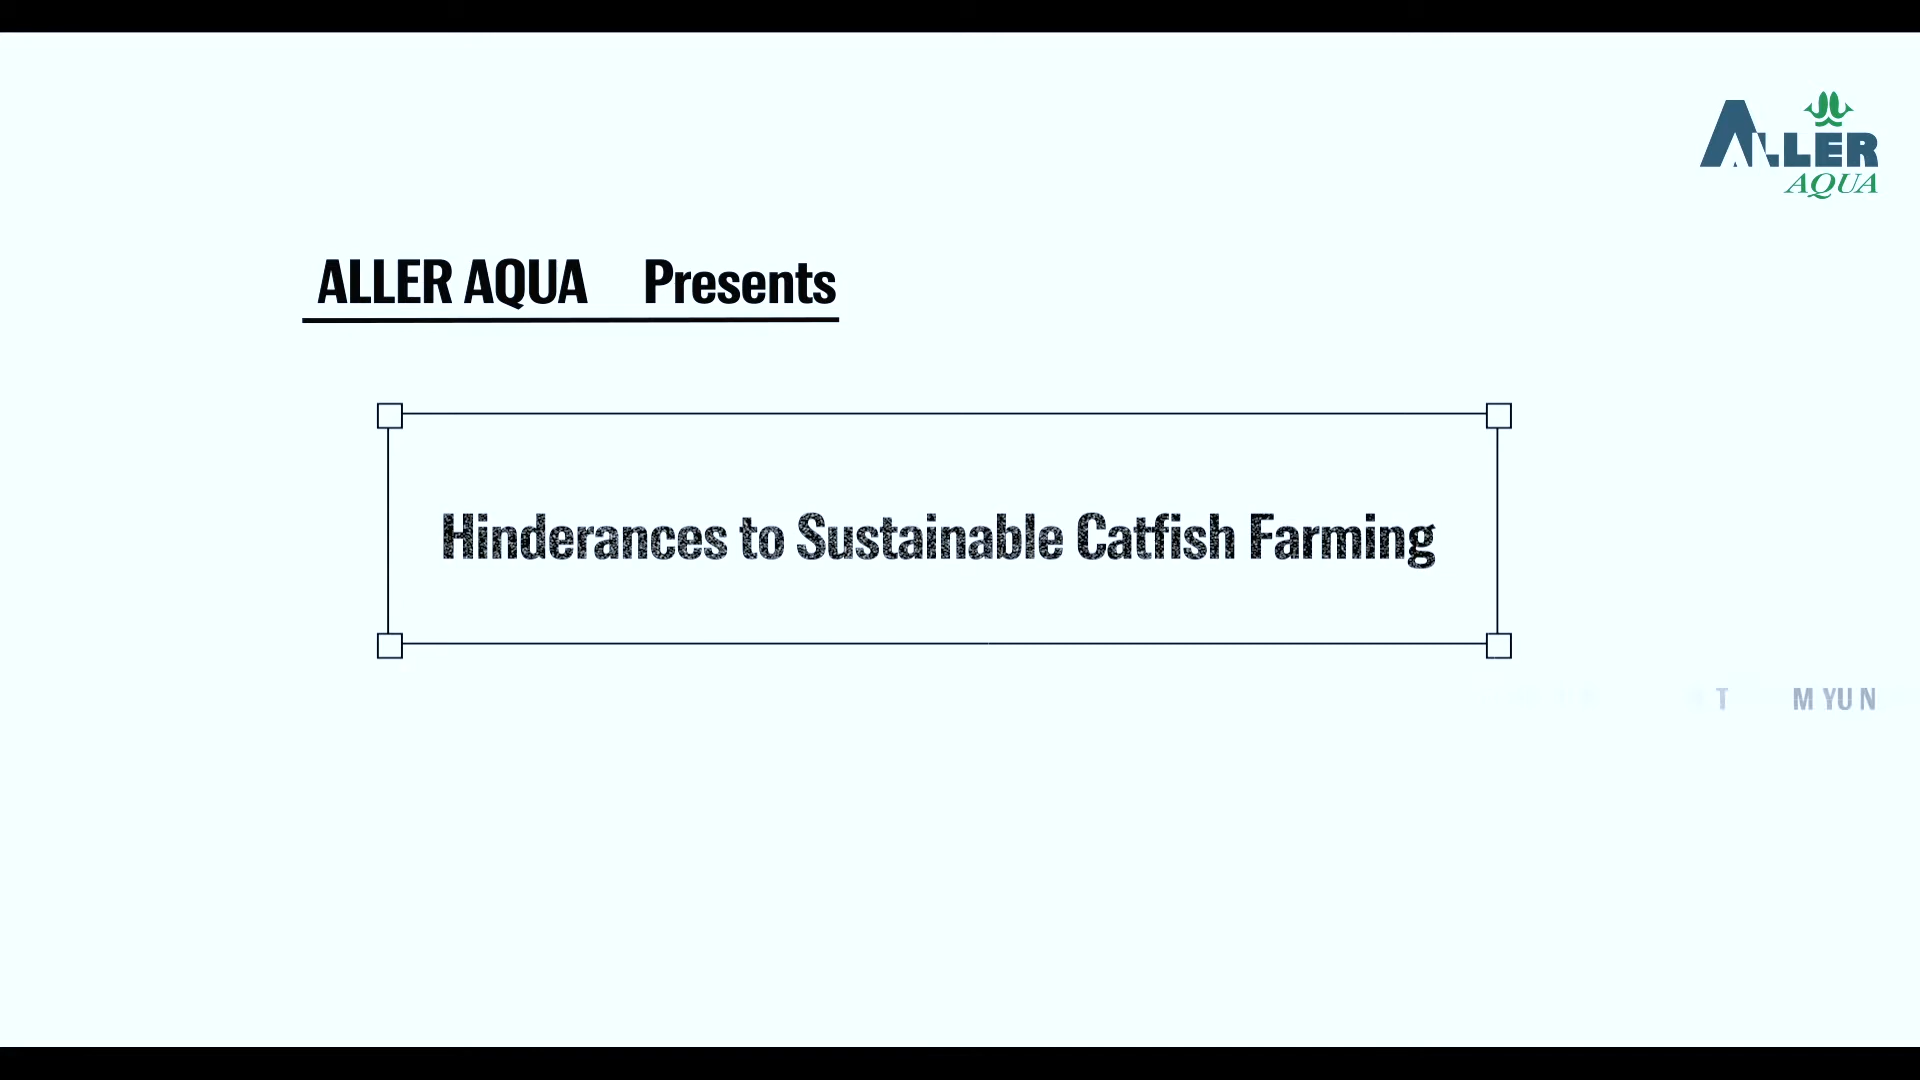 ALLER
AQUA
ALLER AQUA Presents
Hinderances to Sustainable Catfish Farming